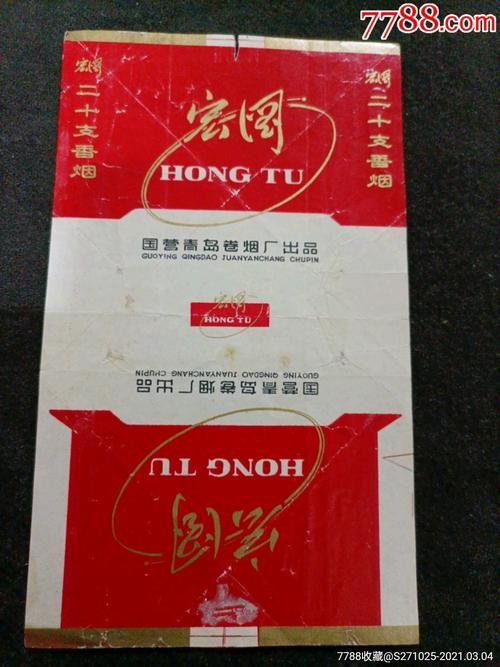 7788.com
宏图 二十支香烟
宏图
HONG TU
宏图 二十支香烟
国营青岛卷烟厂出品
GUOYING QINGDAO JUANYANCHANG CHUPIN
宏图
HONG TU
国营青岛卷烟厂出品
GUOYING QINGDAO JUANYANCHANG CHUPIN
HONG TU
宏图
7788收藏@S271025-2021.03.04